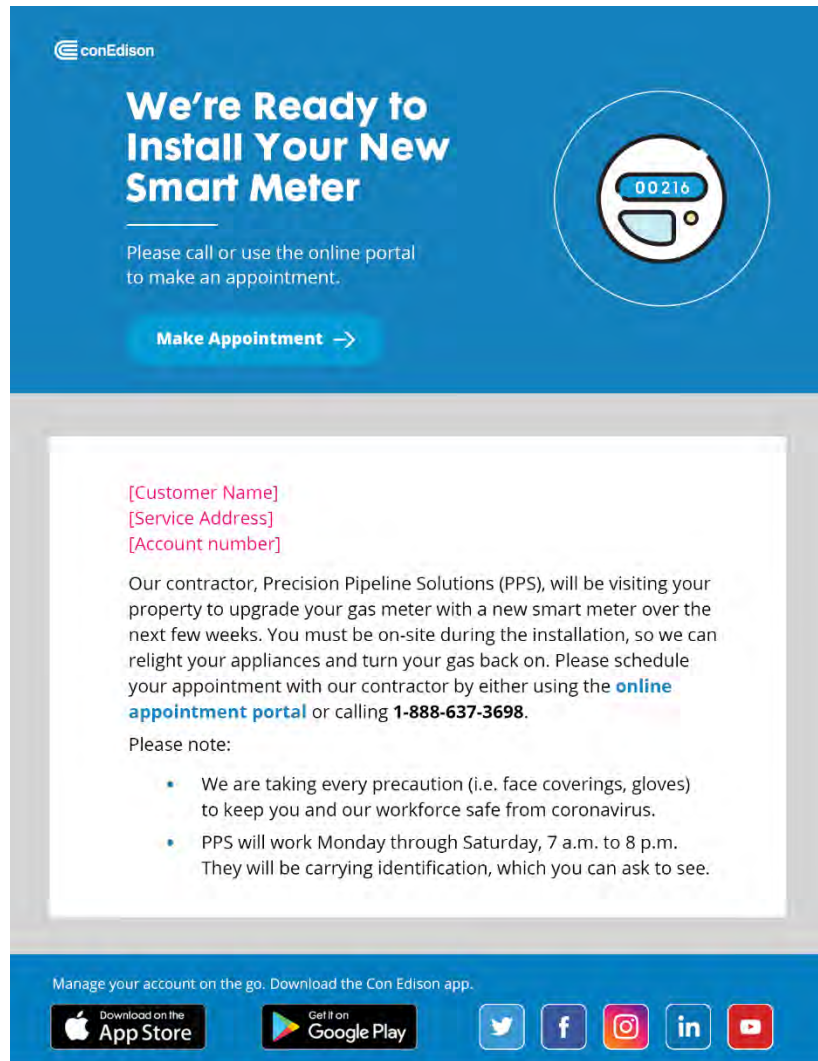 conEdison
We're Ready to
Install Your New
Smart Meter
00216
Please call or use the online portal
to make an appointment.
Make Appointment
[Customer Name]
[Service Address]
[Account number]
Our contractor, Precision Pipeline Solutions (PPS), will be visiting your
property to upgrade your gas meter with a new smart meter over the
next few weeks. You must be on-site during the installation, so we can
relight your appliances and turn your gas back on. Please schedule
your appointment with our contractor by either using the online
appointment portal or calling 1-888-637-3698.
Please note:
• We are taking every precaution (i.e. face coverings, gloves)
to keep you and our workforce safe from coronavirus.
• PPS will work Monday through Saturday, 7 a.m. to 8 p.m.
They will be carrying identification, which you can ask to see.
Manage your account on the go. Download the Con Edison app.
Download on the
App Store
Get it on
Google Play
f
in